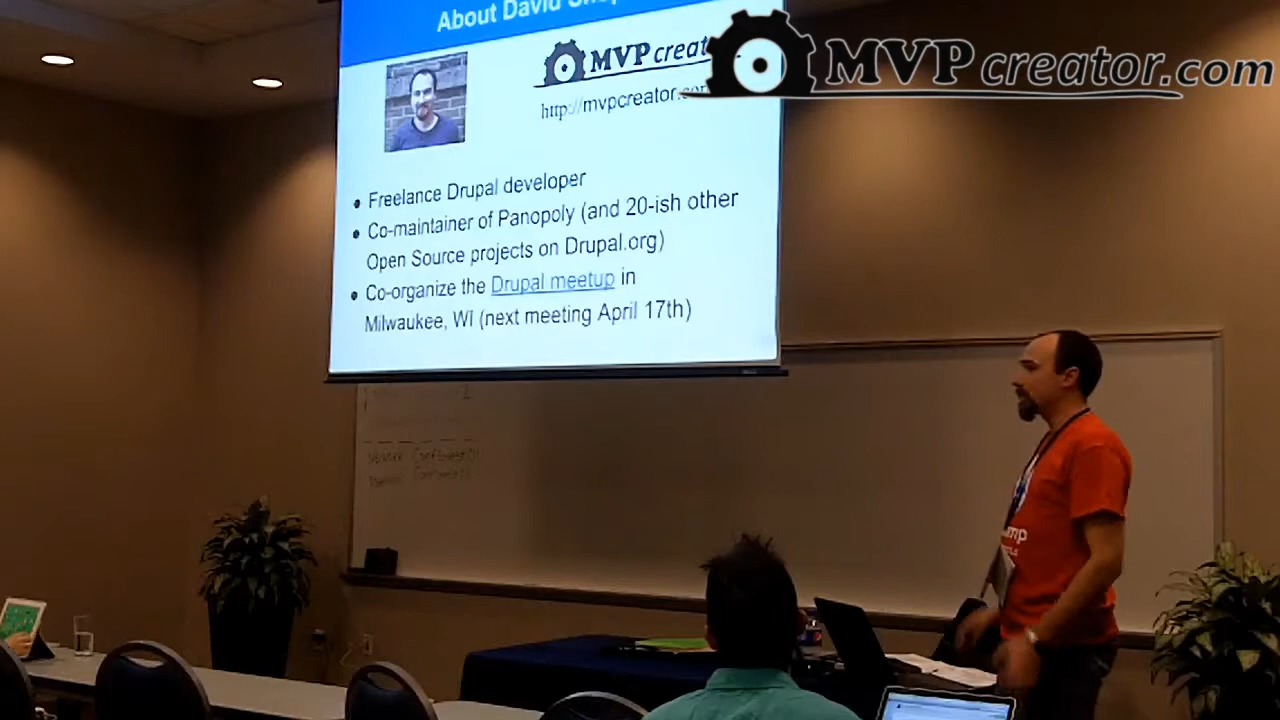 About David
MVP creat
MVPcreator.com
http://mvpcreator.com
Freelance Drupal developer
Co-maintainer of Panopoly (and 20-ish other
Open Source projects on Drupal.org)
Co-organize the Drupal meetup in
Milwaukee, WI (next meeting April 17th)